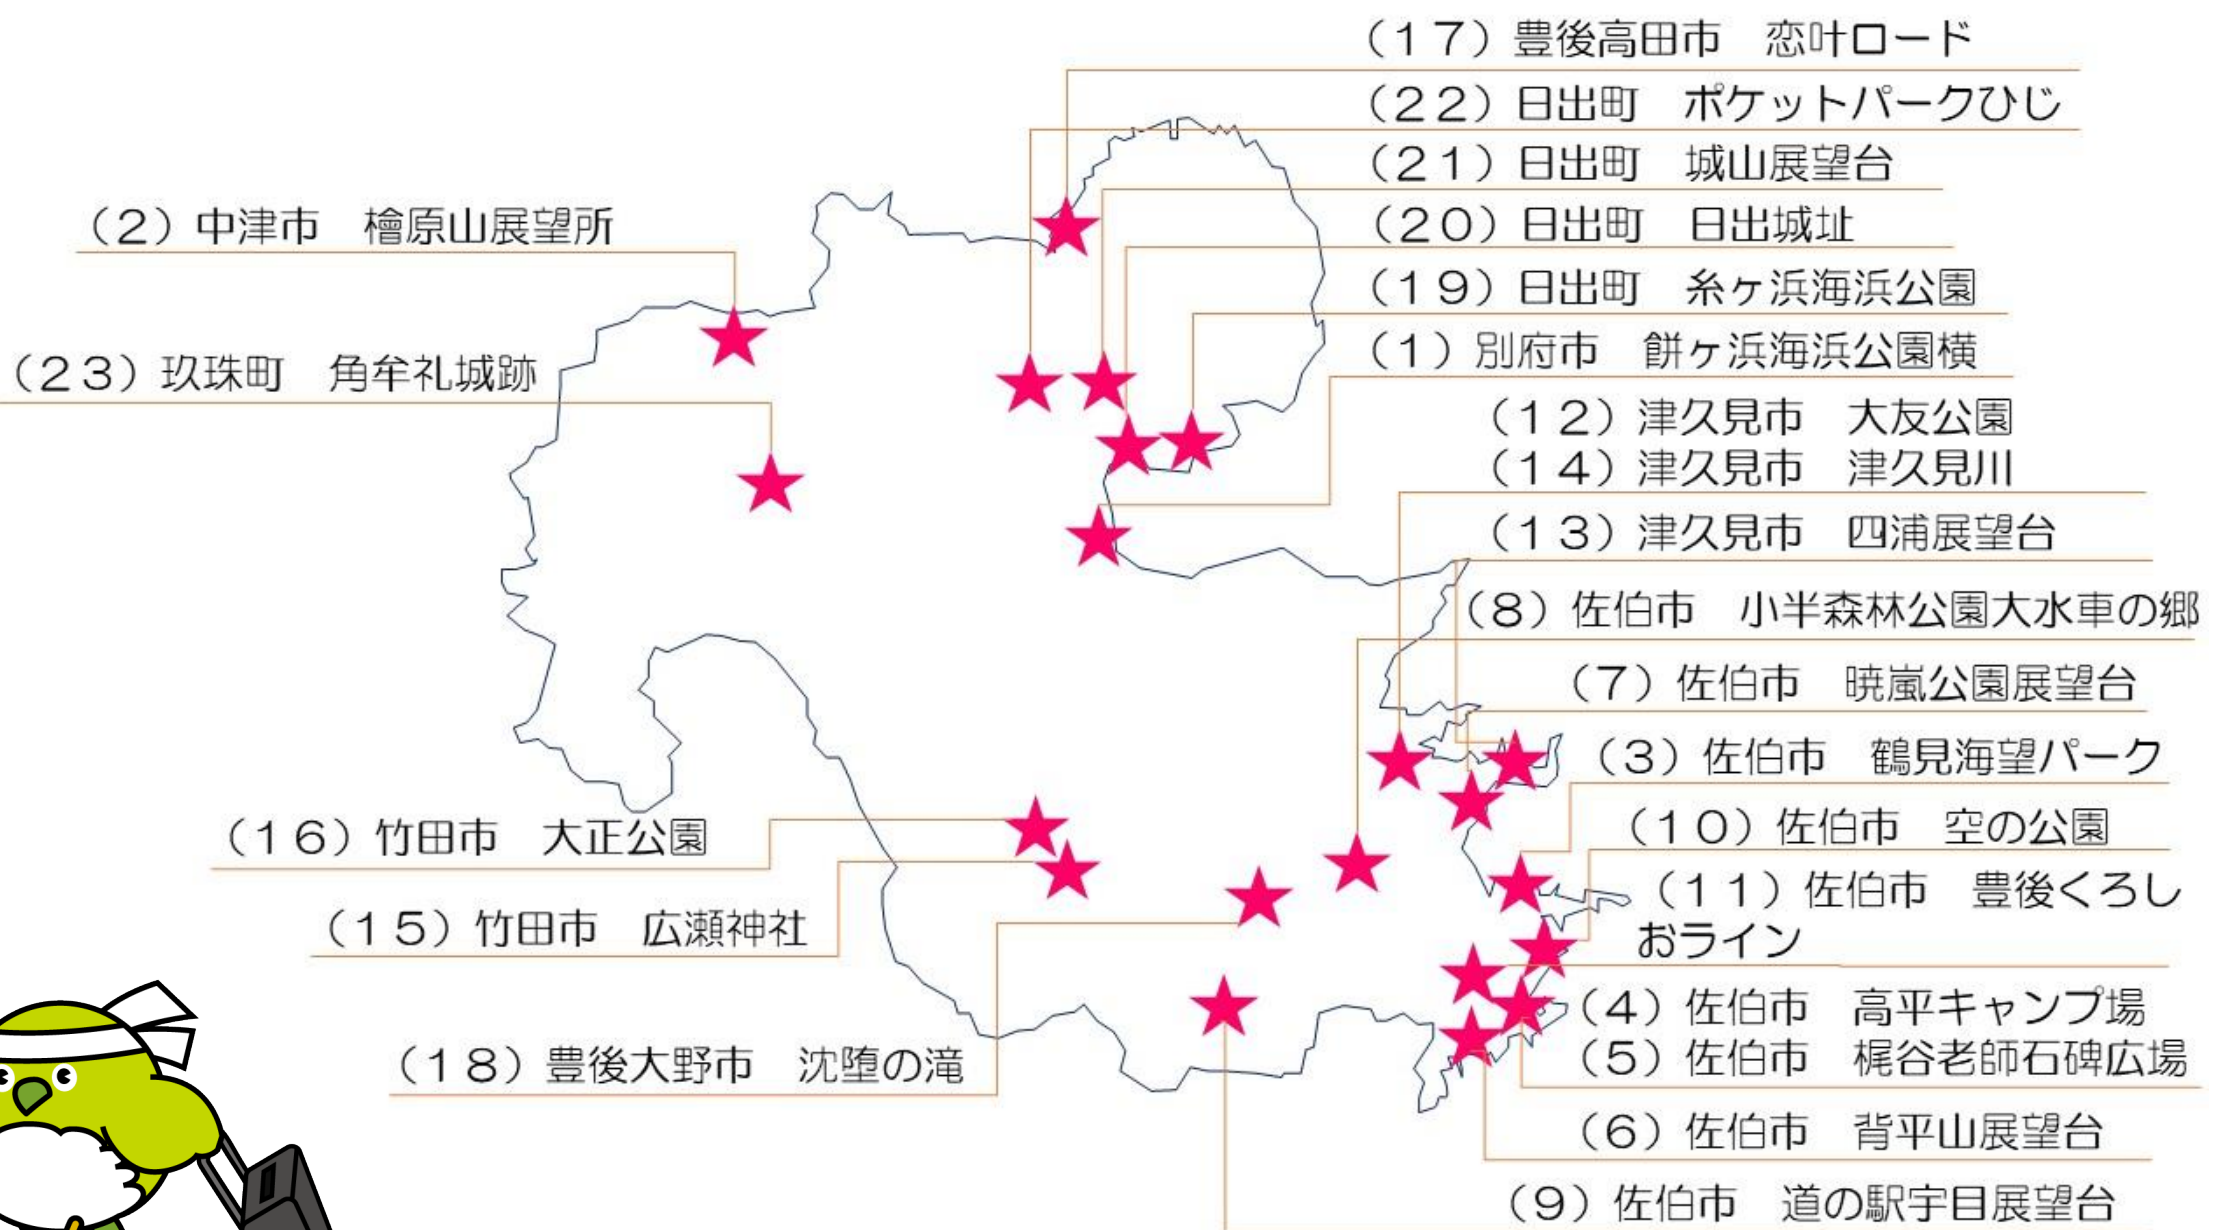 （１７）豊後高田市　恋叶ロード
（２２）日出町　ポケットパークひじ
（２１）日出町　城山展望台
（２）中津市　檜原山展望所
（２０）日出町　日出城址
（１９）日出町　糸ヶ浜海浜公園
（１）別府市　餅ヶ浜海浜公園横
（２３）玖珠町　角牟礼城跡
（１２）津久見市　大友公園
（１４）津久見市　津久見川
（１３）津久見市　四浦展望台
（８）佐伯市　小半森林公園大水車の郷
（７）佐伯市　暁嵐公園展望台
（３）佐伯市　鶴見海望パーク
（１６）竹田市　大正公園
（１０）佐伯市　空の公園
（１１）佐伯市　豊後くろし
おライン
（１５）竹田市　広瀬神社
（４）佐伯市　高平キャンプ場
（５）佐伯市　梶谷老師石碑広場
（１８）豊後大野市　沈堕の滝
（６）佐伯市　背平山展望台
（９）佐伯市　道の駅宇目展望台